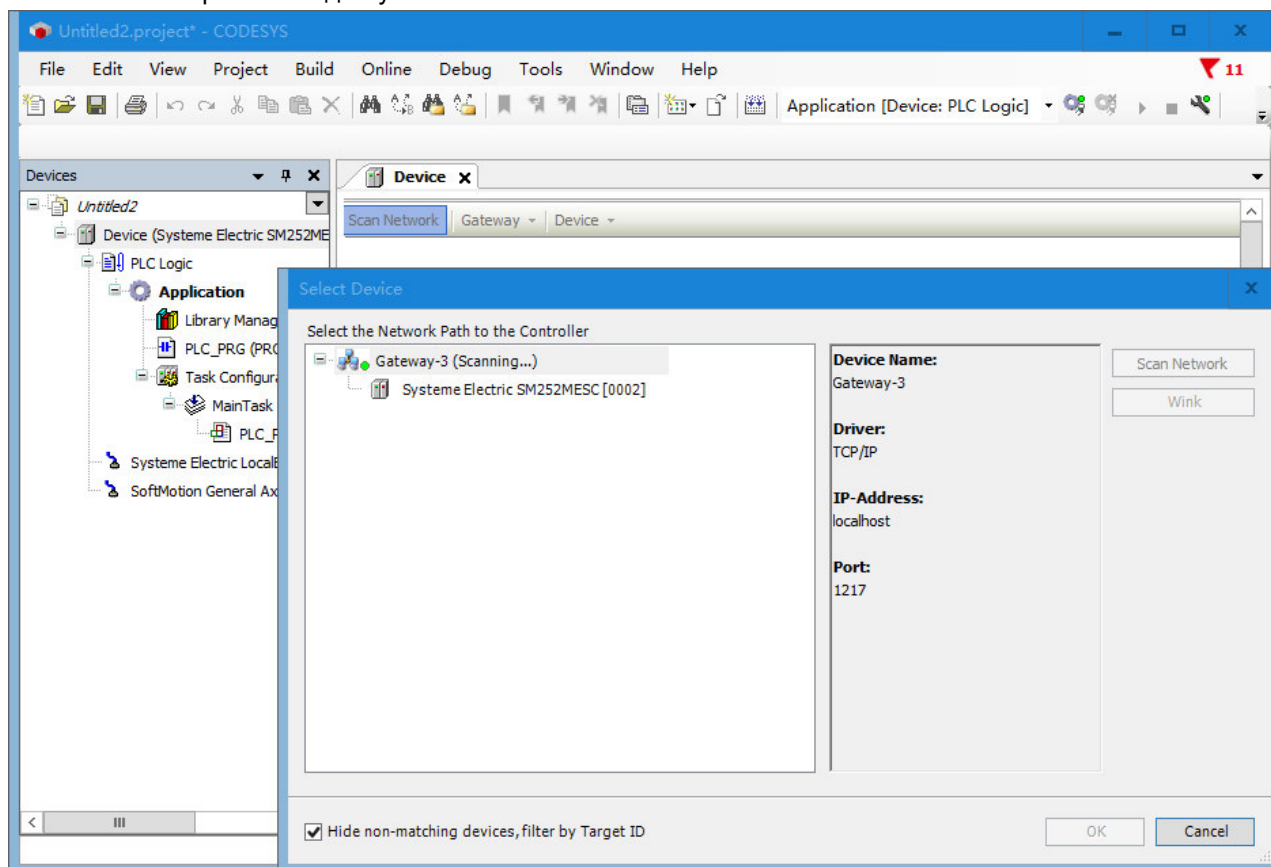 Untitled2.project* - CODESYS
File Edit View Project Build Online Debug Tools Window Help
11
Application [Device: PLC Logic]
Devices
Device
Untitled2
Device (Systeme Electric SM252ME
PLC Logic
Application
Library Manag
PLC_PRG (PRG
Task Configura
MainTask
PLC_P
Systeme Electric LocalB
SoftMotion General Ax
Scan Network Gateway Device
Select Device
Select the Network Path to the Controller
Gateway-3 (Scanning...)
Systeme Electric SM252MESC [0002]
Device Name:
Gateway-3
Driver:
TCP/IP
IP-Address:
localhost
Port:
1217
Scan Network
Wink
Hide non-matching devices, filter by Target ID
OK Cancel